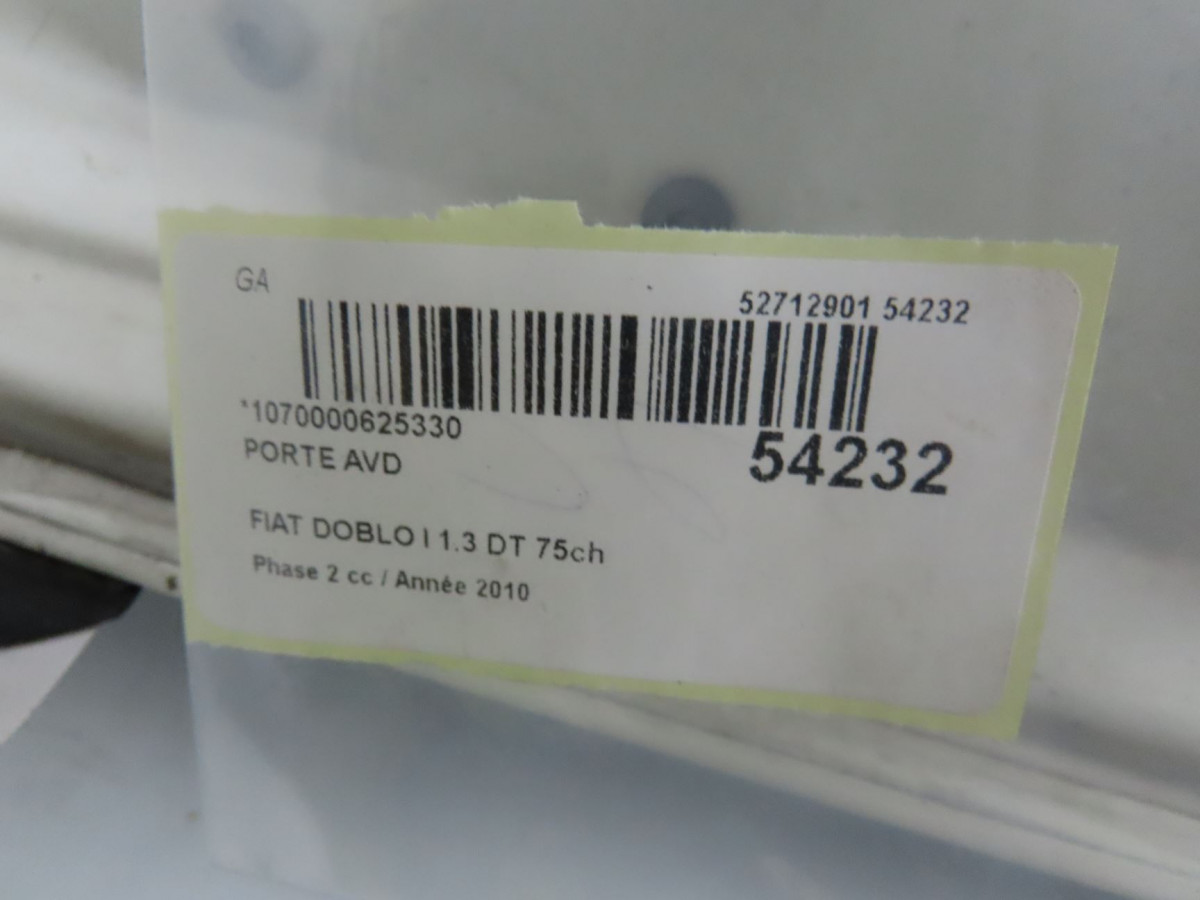 GA
52712901 54232
*1070000625330
54232
PORTE AVD
FIAT DOBLO I 1.3 DT 75ch
Phase 2 cc / Année 2010